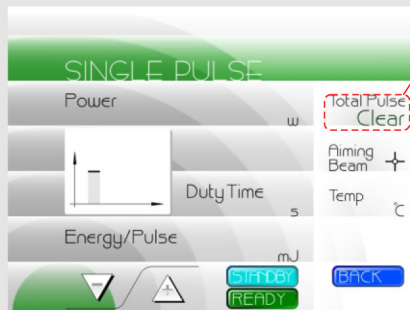 SINGLE PULSE
Power
W
Total Pulse
Clear
Aiming
Beam
Duty Time
s
Temp
°C
Energy/Pulse
mJ
STANDBY
READY
BACK